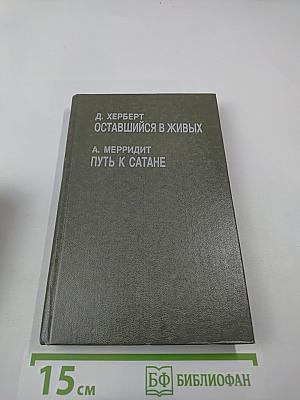 Д. ХЕРБЕРТ
ОСТАВШИЙСЯ В ЖИВЫХ
А. МЕРРИДИТ
ПУТЬ К САТАНЕ
15 см
БФ БИБЛИОФАН